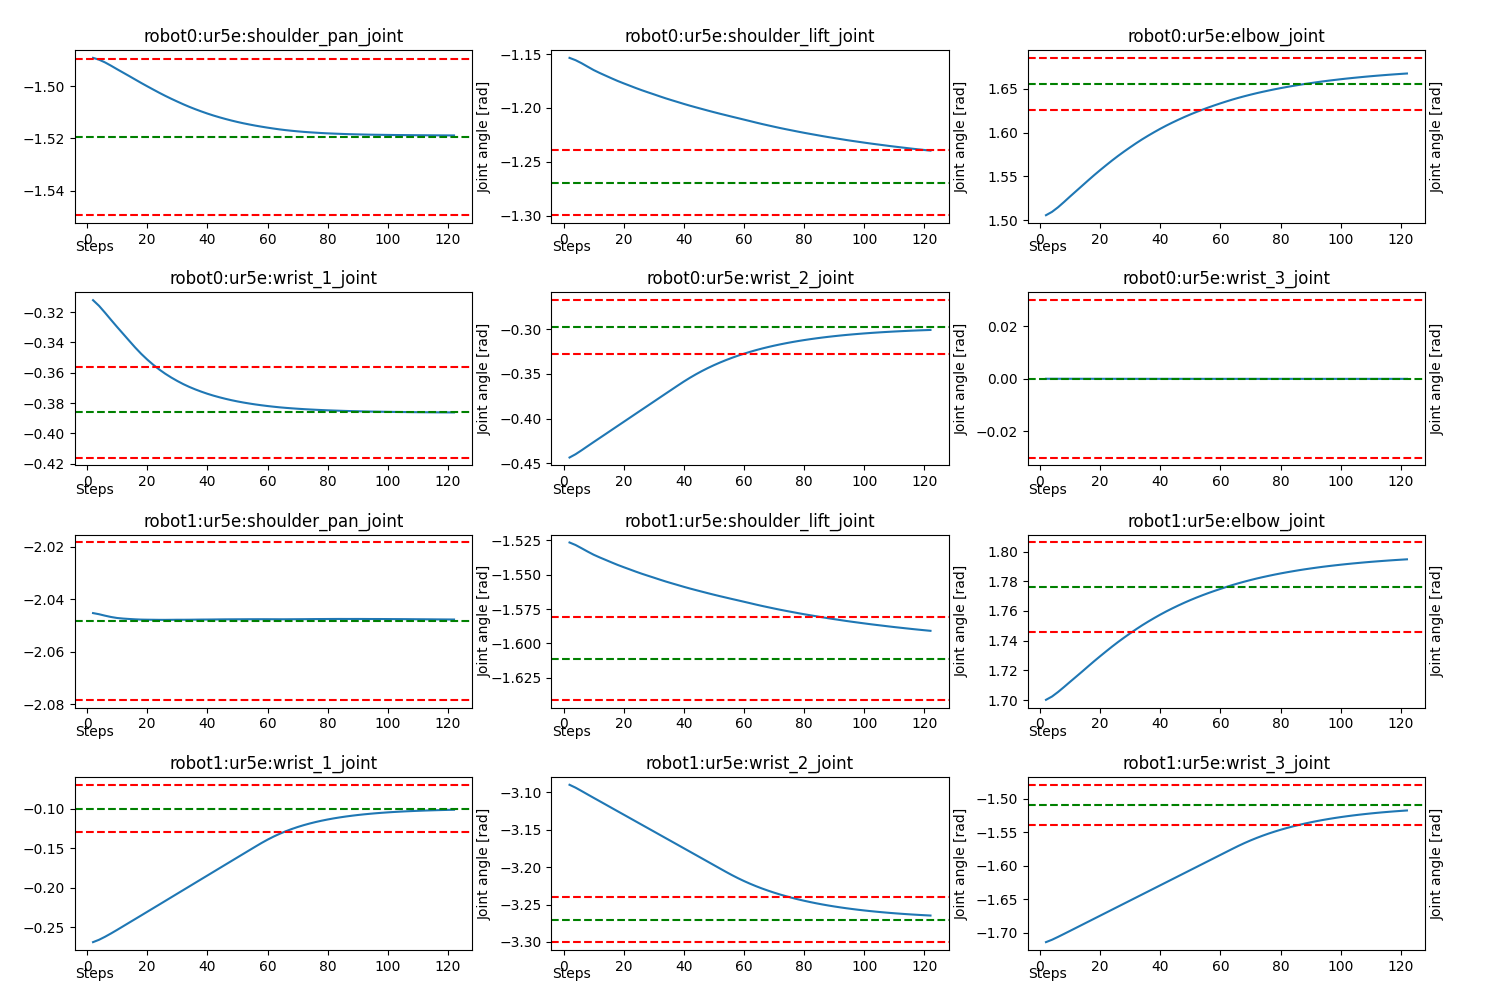 robot0:ur5e:shoulder_pan_joint
robot0:ur5e:shoulder_lift_joint
robot0:ur5e:elbow_joint
−1.50
−1.52
−1.54
0 20 40 60 80 100 120
Steps
Joint angle [rad]
−1.15
−1.20
−1.25
−1.30
0 20 40 60 80 100 120
Steps
Joint angle [rad]
1.65
1.60
1.55
1.50
0 20 40 60 80 100 120
Steps
Joint angle [rad]
robot0:ur5e:wrist_1_joint
robot0:ur5e:wrist_2_joint
robot0:ur5e:wrist_3_joint
−0.32
−0.34
−0.36
−0.38
−0.40
−0.42
0 20 40 60 80 100 120
Steps
Joint angle [rad]
−0.30
−0.35
−0.40
−0.45
0 20 40 60 80 100 120
Steps
Joint angle [rad]
0.02
0.00
−0.02
0 20 40 60 80 100 120
Steps
Joint angle [rad]
robot1:ur5e:shoulder_pan_joint
robot1:ur5e:shoulder_lift_joint
robot1:ur5e:elbow_joint
−2.02
−2.04
−2.06
−2.08
0 20 40 60 80 100 120
Steps
Joint angle [rad]
−1.525
−1.550
−1.575
−1.600
−1.625
0 20 40 60 80 100 120
Steps
Joint angle [rad]
1.80
1.78
1.76
1.74
1.72
1.70
0 20 40 60 80 100 120
Steps
Joint angle [rad]
robot1:ur5e:wrist_1_joint
robot1:ur5e:wrist_2_joint
robot1:ur5e:wrist_3_joint
−0.10
−0.15
−0.20
−0.25
0 20 40 60 80 100 120
Steps
Joint angle [rad]
−3.10
−3.15
−3.20
−3.25
−3.30
0 20 40 60 80 100 120
Steps
Joint angle [rad]
−1.50
−1.55
−1.60
−1.65
−1.70
0 20 40 60 80 100 120
Steps
Joint angle [rad]